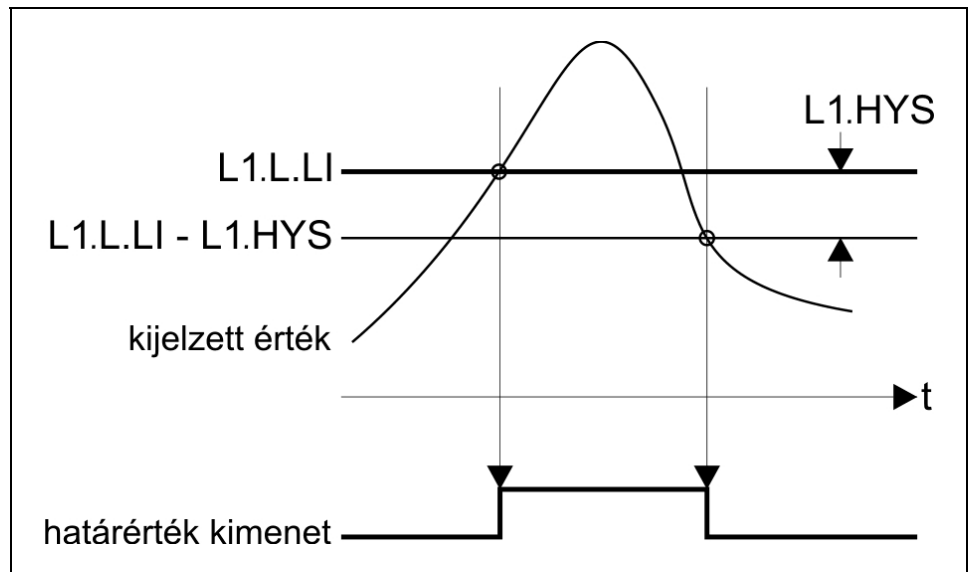 L1.HYS
L1.L.LI
L1.L.LI - L1.HYS
kijelzett érték
t
határérték kimenet